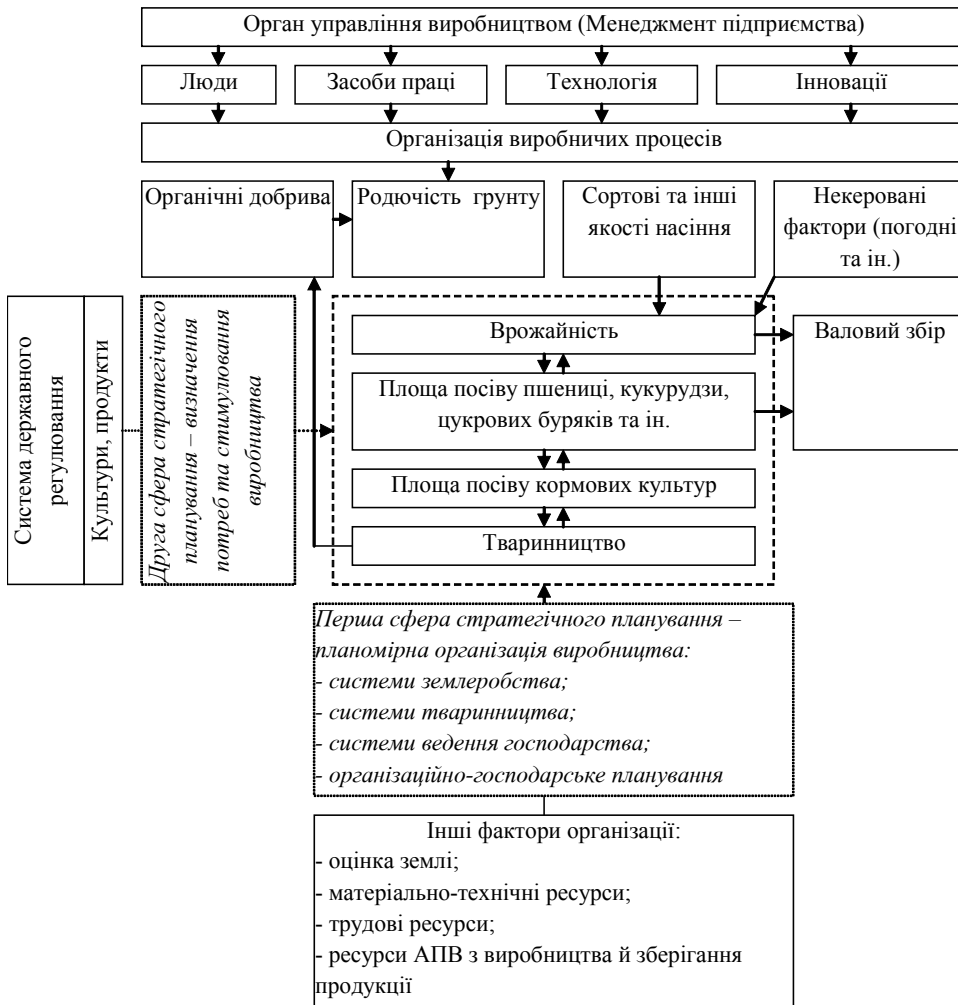 Орган управління виробництвом (Менеджмент підприємства)
Люди
Засоби праці
Технологія
Інновації
Організація виробничих процесів
Органічні добрива
Родючість грунту
Сортові та інші
якості насіння
Некеровані
фактори (погодні
та ін.)
Система державного
регулювання
Культури, продукти
Друга сфера стратегічного
планування – визначення
потреб та стимулювання
виробництва
Врожайність
Валовий збір
Площа посіву пшениці, кукурудзи,
цукрових буряків та ін.
Площа посіву кормових культур
Тваринництво
Перша сфера стратегічного планування –
планомірна організація виробництва:
- системи землеробства;
- системи тваринництва;
- системи ведення господарства;
- організаційно-господарське планування
Інші фактори організації:
- оцінка землі;
- матеріально-технічні ресурси;
- трудові ресурси;
- ресурси АПВ з виробництва й зберігання
продукції